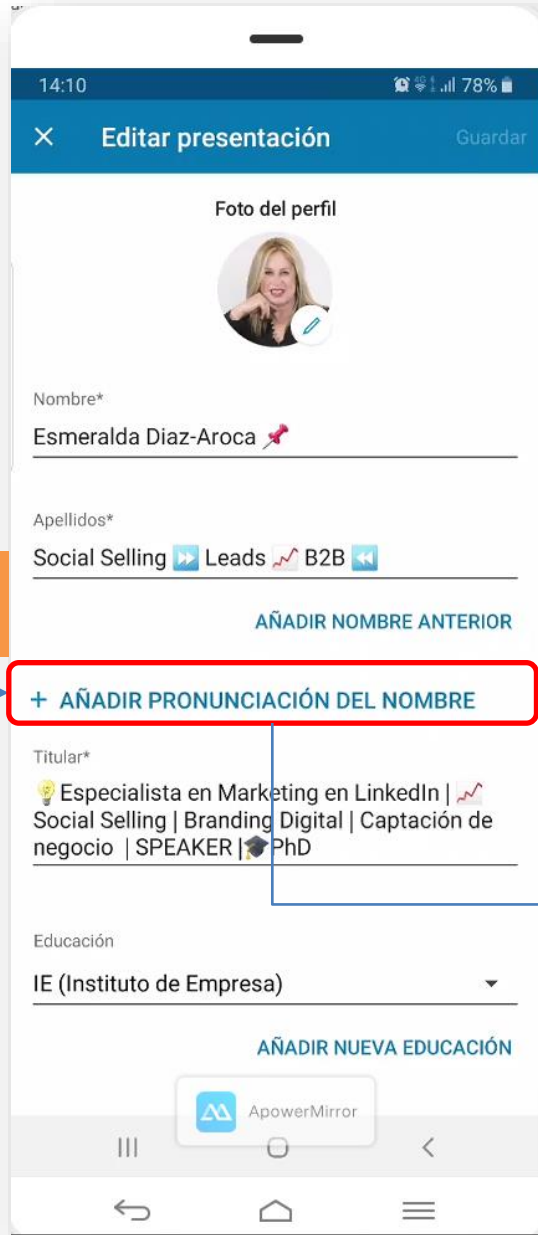 14:10 78%
Editar presentación Guardar
Foto del perfil
Nombre*
Esmeralda Diaz-Aroca 📌
Apellidos*
Social Selling ⏩ Leads 📈 B2B ⏪
AÑADIR NOMBRE ANTERIOR
+ AÑADIR PRONUNCIACIÓN DEL NOMBRE
Titular*
💡Especialista en Marketing en LinkedIn | 📈
Social Selling | Branding Digital | Captación de
negocio | SPEAKER |🎓PhD
Educación
IE (Instituto de Empresa)
AÑADIR NUEVA EDUCACIÓN
ApowerMirror